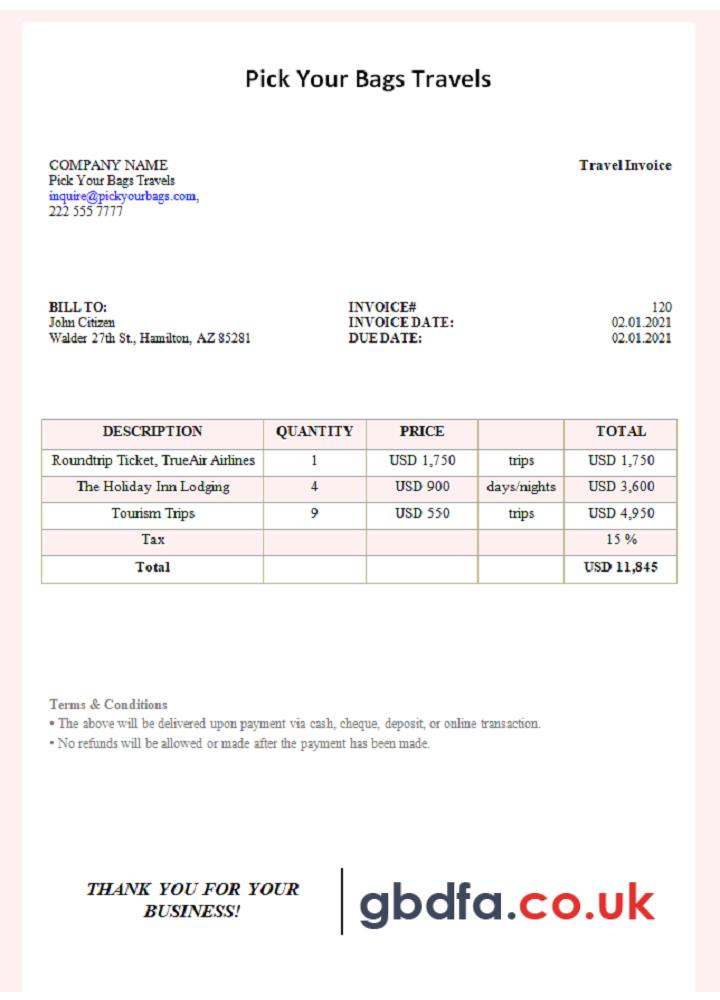 Pick Your Bags Travels
COMPANY NAME
Travel Invoice
Pick Your Bags Travels
inquire@pickyourbags.com,
222 555 7777
BILL TO:
John Citizen
Walder 27th St., Hamilton, AZ 85281
INVOICE# 120
INVOICE DATE: 02.01.2021
DUE DATE: 02.01.2021
DESCRIPTION QUANTITY PRICE TOTAL
Roundtrip Ticket, TrueAir Airlines 1 USD 1,750 trips USD 1,750
The Holiday Inn Lodging 4 USD 900 days/nights USD 3,600
Tourism Trips 9 USD 550 trips USD 4,950
Tax 15 %
Total USD 11,845
Terms & Conditions
• The above will be delivered upon payment via cash, cheque, deposit, or online transaction.
• No refunds will be allowed or made after the payment has been made.
THANK YOU FOR YOUR
BUSINESS!
gbdfa.co.uk